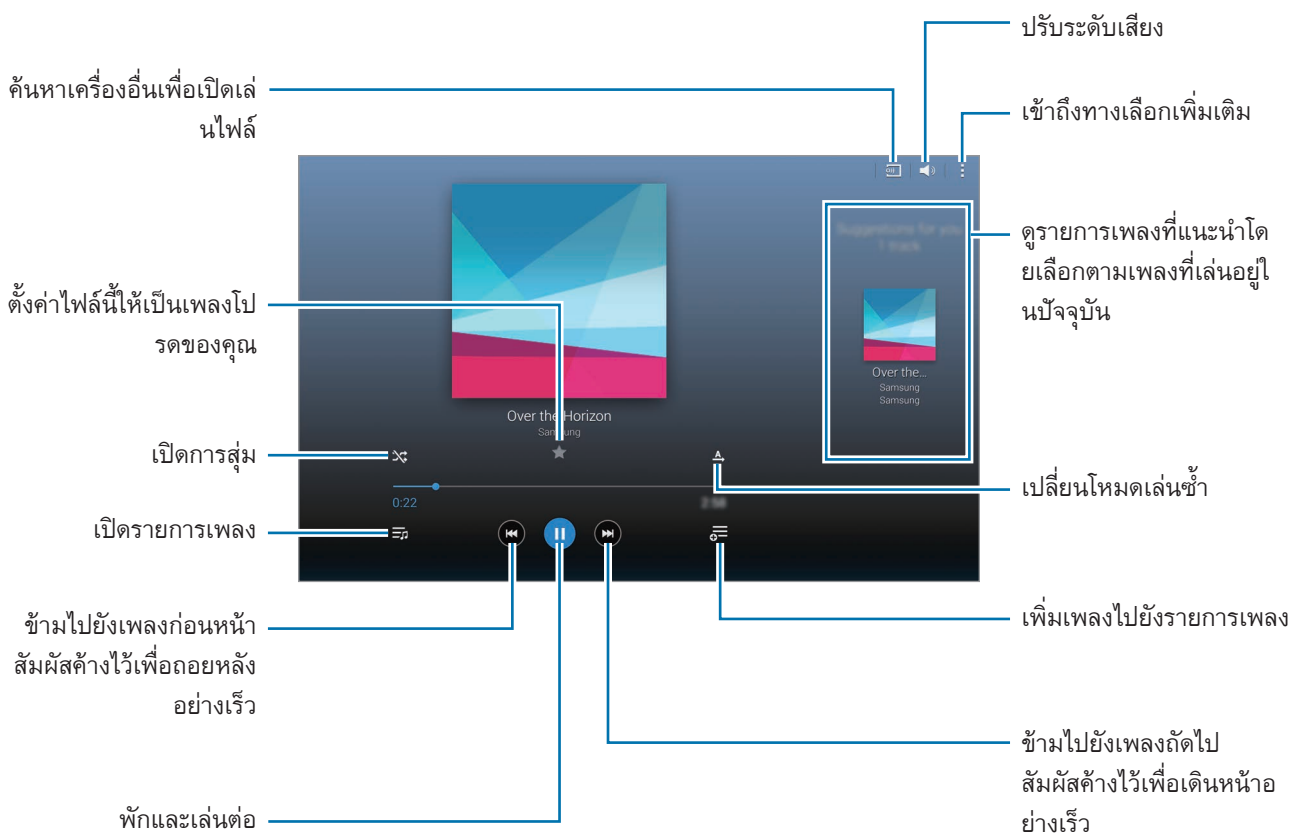 ปรับระดับเสียง
ค้นหาเครื่องอื่นเพื่อเปิดเล่
นไฟล์
เข้าถึงทางเลือกเพิ่มเติม
Suggestions for you
1 track
ดูรายการเพลงที่แนะนำโด
ยเลือกตามเพลงที่เล่นอยู่ใ
นปัจจุบัน
ตั้งค่าไฟล์นี้ให้เป็นเพลงโป
รดของคุณ
Over the...
Samsung
Samsung
Over the Horizon
Samsung
เปิดการสุ่ม
A
เปลี่ยนโหมดเล่นซ้ำ
0:22
2:58
เปิดรายการเพลง
เพิ่มเพลงไปยังรายการเพลง
ข้ามไปยังเพลงก่อนหน้า
สัมผัสค้างไว้เพื่อถอยหลัง
อย่างเร็ว
ข้ามไปยังเพลงถัดไป
สัมผัสค้างไว้เพื่อเดินหน้าอ
ย่างเร็ว
พักและเล่นต่อ